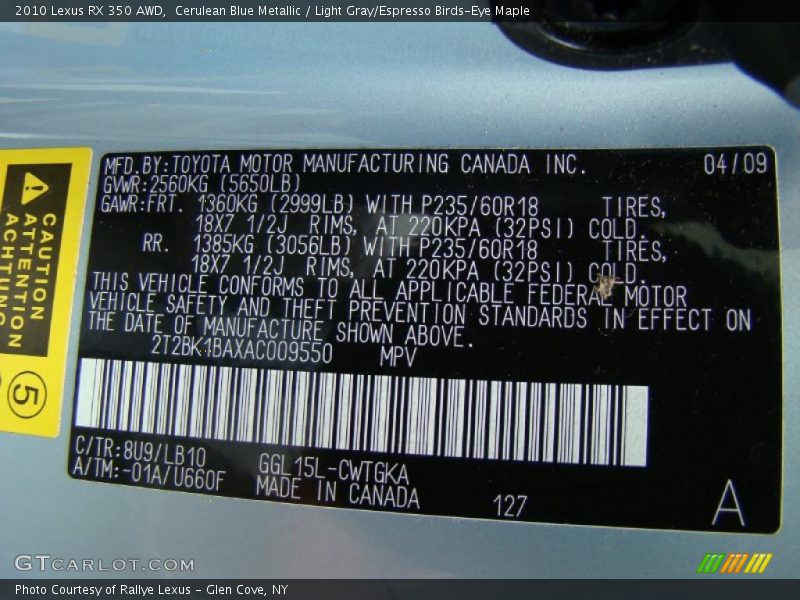 2010 Lexus RX 350 AWD, Cerulean Blue Metallic / Light Gray/Espresso Birds-Eye Maple
MFD.BY:TOYOTA MOTOR MANUFACTURING CANADA INC. 04/09
GVWR:2560KG (5650LB)
GAWR:FRT. 1360KG (2999LB) WITH P235/60R18 TIRES,
18X7 1/2J RIMS, AT 220KPA (32PSI) COLD.
RR. 1385KG (3056LB) WITH P235/60R18 TIRES,
18X7 1/2J RIMS, AT 220KPA (32PSI) COLD.
THIS VEHICLE CONFORMS TO ALL APPLICABLE FEDERAL MOTOR
VEHICLE SAFETY AND THEFT PREVENTION STANDARDS IN EFFECT ON
THE DATE OF MANUFACTURE SHOWN ABOVE.
2T2BK1BAXAC009550 MPV
C/TR:8U9/LB10 GGL15L-CWTGKA
A/TM:-01A/U660F MADE IN CANADA 127 A
CAUTION
ATTENTION
ACHTUNG
5
GTCARLOT.COM
Photo Courtesy of Rallye Lexus - Glen Cove, NY